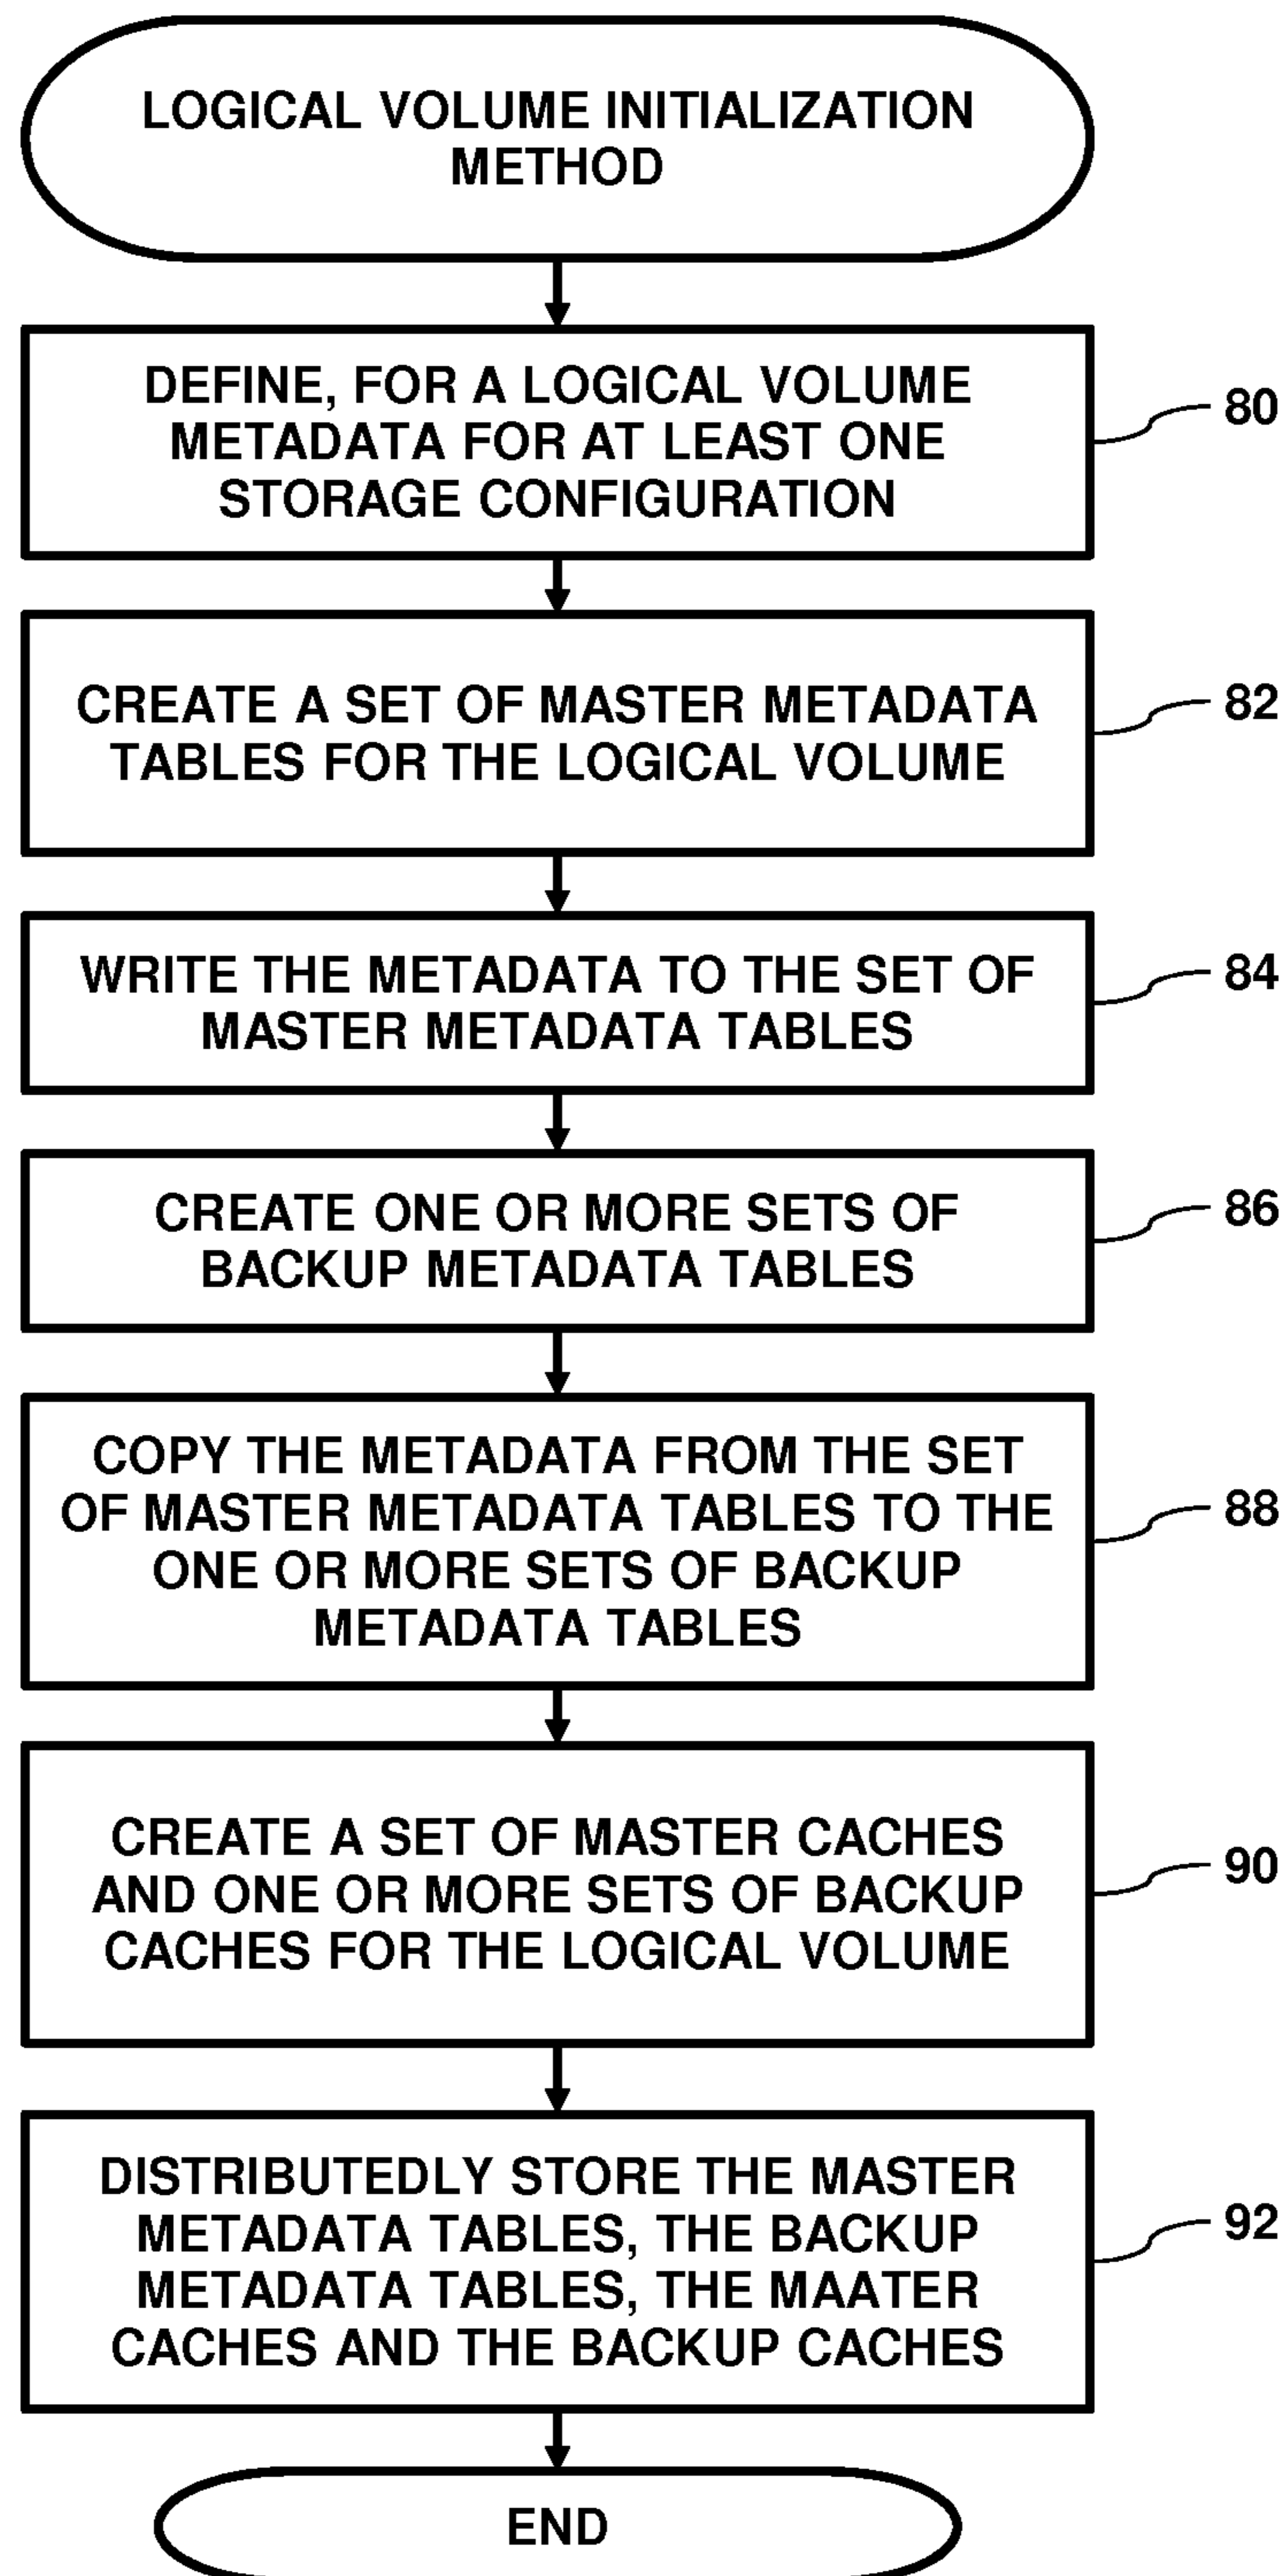 LOGICAL VOLUME INITIALIZATION
METHOD
DEFINE, FOR A LOGICAL VOLUME
METADATA FOR AT LEAST ONE
STORAGE CONFIGURATION
80
CREATE A SET OF MASTER METADATA
TABLES FOR THE LOGICAL VOLUME
82
WRITE THE METADATA TO THE SET OF
MASTER METADATA TABLES
84
CREATE ONE OR MORE SETS OF
BACKUP METADATA TABLES
86
COPY THE METADATA FROM THE SET
OF MASTER METADATA TABLES TO THE
ONE OR MORE SETS OF BACKUP
METADATA TABLES
88
CREATE A SET OF MASTER CACHES
AND ONE OR MORE SETS OF BACKUP
CACHES FOR THE LOGICAL VOLUME
90
DISTRIBUTEDLY STORE THE MASTER
METADATA TABLES, THE BACKUP
METADATA TABLES, THE MAATER
CACHES AND THE BACKUP CACHES
92
END